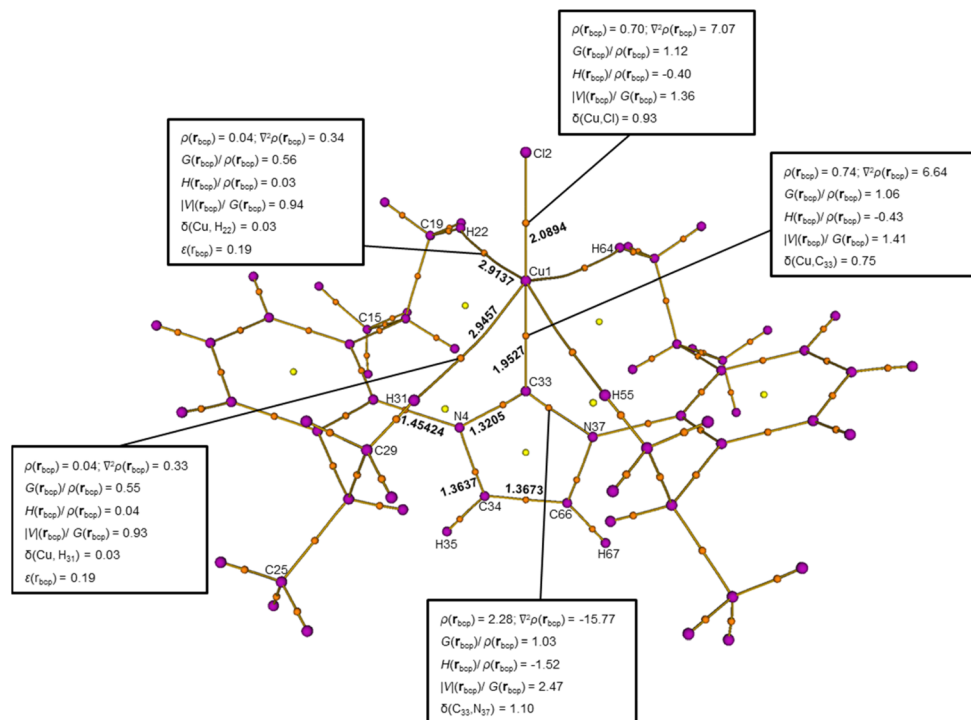 ρ(r_bcp) = 0.70; ∇²ρ(r_bcp) = 7.07
G(r_bcp)/ ρ(r_bcp) = 1.12
H(r_bcp)/ ρ(r_bcp) = -0.40
|V|(r_bcp)/ G(r_bcp) = 1.36
δ(Cu,Cl) = 0.93
ρ(r_bcp) = 0.04; ∇²ρ(r_bcp) = 0.34
G(r_bcp)/ ρ(r_bcp) = 0.56
H(r_bcp)/ ρ(r_bcp) = 0.03
|V|(r_bcp)/ G(r_bcp) = 0.94
δ(Cu, H₂₂) = 0.03
ε(r_bcp) = 0.19
ρ(r_bcp) = 0.74; ∇²ρ(r_bcp) = 6.64
G(r_bcp)/ ρ(r_bcp) = 1.06
H(r_bcp)/ ρ(r_bcp) = -0.43
|V|(r_bcp)/ G(r_bcp) = 1.41
δ(Cu,C₃₃) = 0.75
Cl2
C19
H22
2.0894
H64
2.9137
Cu1
C15
2.9457
1.9527
C33
H31
H55
1.45424
N4
1.3205
N37
C29
1.3637
1.3673
C34
C66
H35
H67
C25
ρ(r_bcp) = 0.04; ∇²ρ(r_bcp) = 0.33
G(r_bcp)/ ρ(r_bcp) = 0.55
H(r_bcp)/ ρ(r_bcp) = 0.04
|V|(r_bcp)/ G(r_bcp) = 0.93
δ(Cu, H₃₁) = 0.03
ε(r_bcp) = 0.19
ρ(r_bcp) = 2.28; ∇²ρ(r_bcp) = -15.77
G(r_bcp)/ ρ(r_bcp) = 1.03
H(r_bcp)/ ρ(r_bcp) = -1.52
|V|(r_bcp)/ G(r_bcp) = 2.47
δ(C₃₃,N₃₇) = 1.10